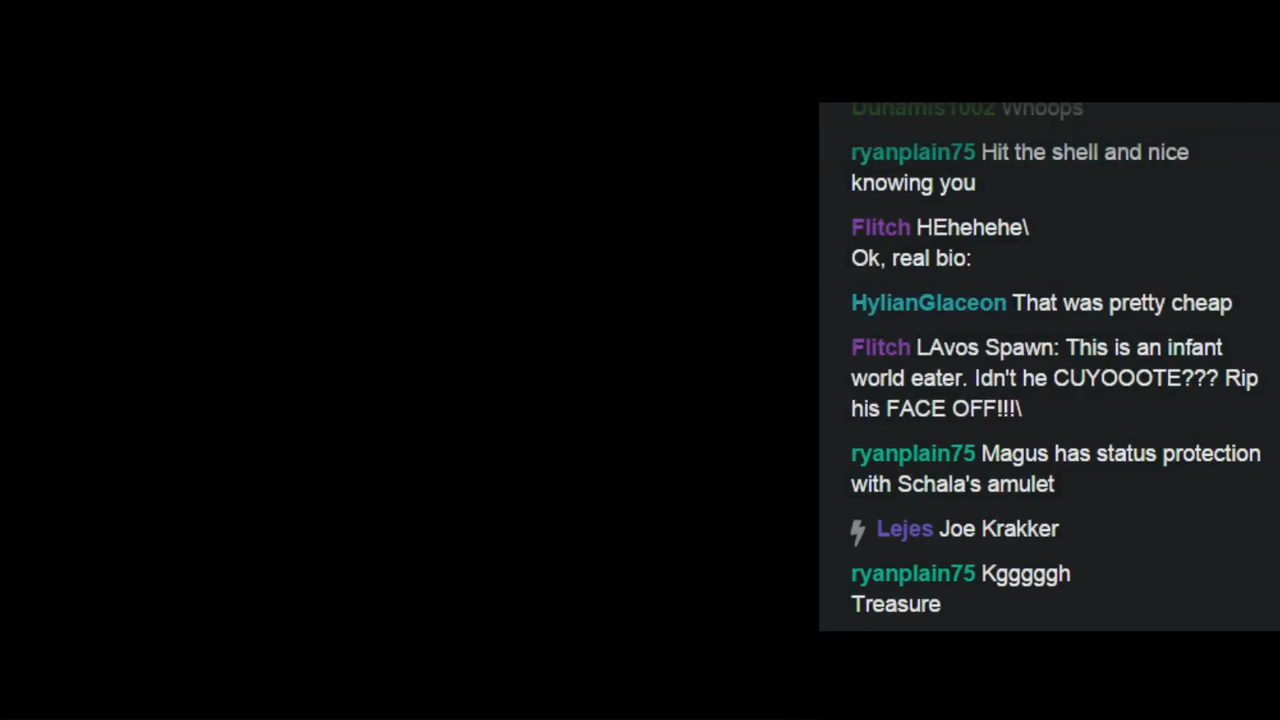 Dunamis1002 Whoops
ryanplain75 Hit the shell and nice
knowing you
Flitch HEhehehe\
Ok, real bio:
HylianGlaceon That was pretty cheap
Flitch LAvos Spawn: This is an infant
world eater. Idn't he CUYOOOTE??? Rip
his FACE OFF!!!\
ryanplain75 Magus has status protection
with Schala's amulet
Lejes Joe Krakker
ryanplain75 Kgggggh
Treasure